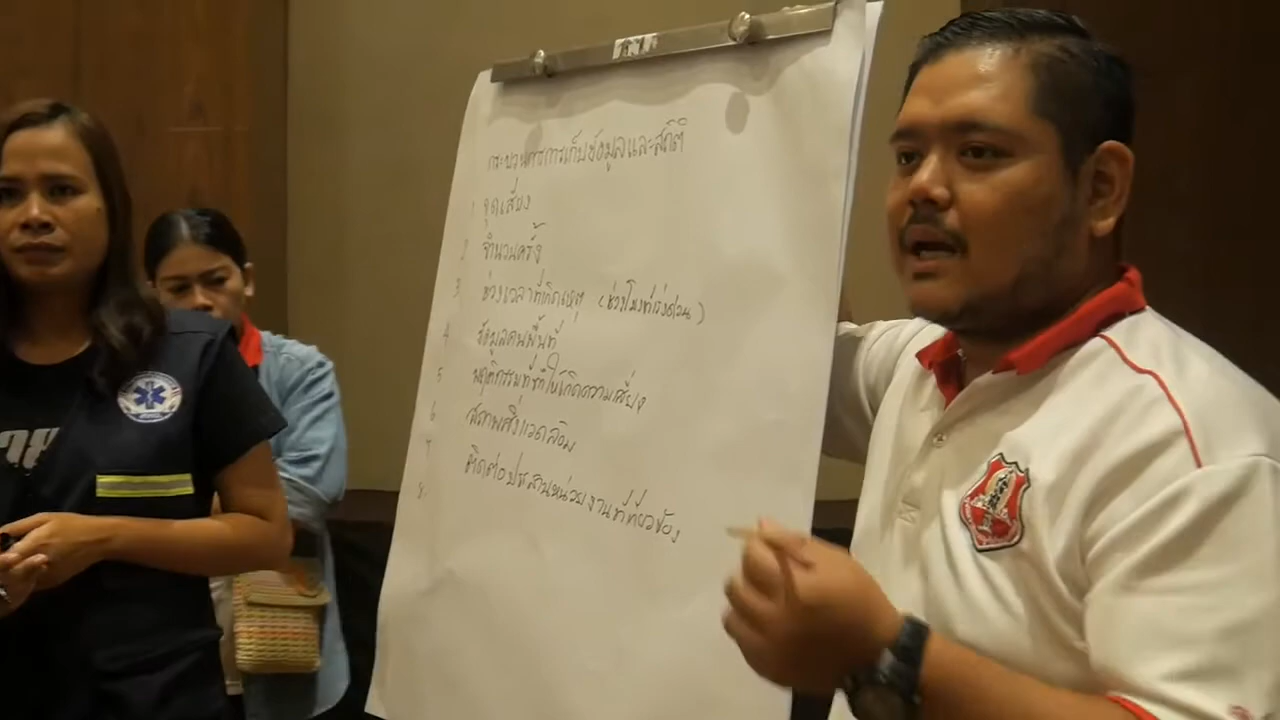 กระบวนการการเก็บข้อมูลและสถิติ
1 จุดเสี่ยง
2 จำนวนครั้ง
3 ช่วงเวลาที่เกิดเหตุ (ช่วงโมงที่เร่งด่วน)
4 ข้อมูลคนพื้นที่
5 พฤติกรรมที่ทำให้เกิดความเสี่ยง
6 สภาพสิ่งแวดล้อม
7 ติดต่อประสานหน่วยงานที่เกี่ยวข้อง
8.